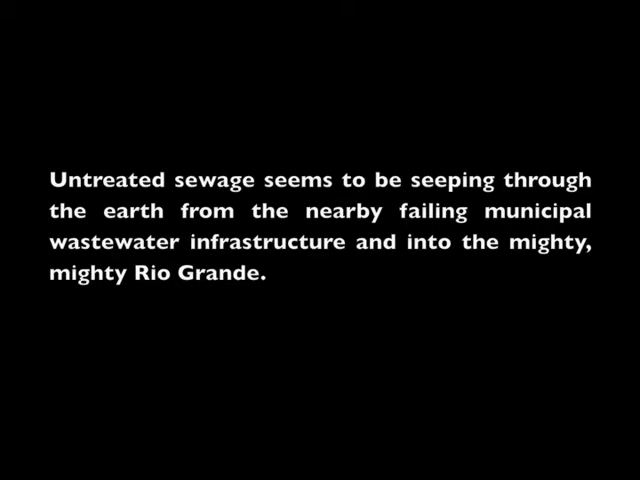 Untreated sewage seems to be seeping through
the earth from the nearby failing municipal
wastewater infrastructure and into the mighty,
mighty Rio Grande.